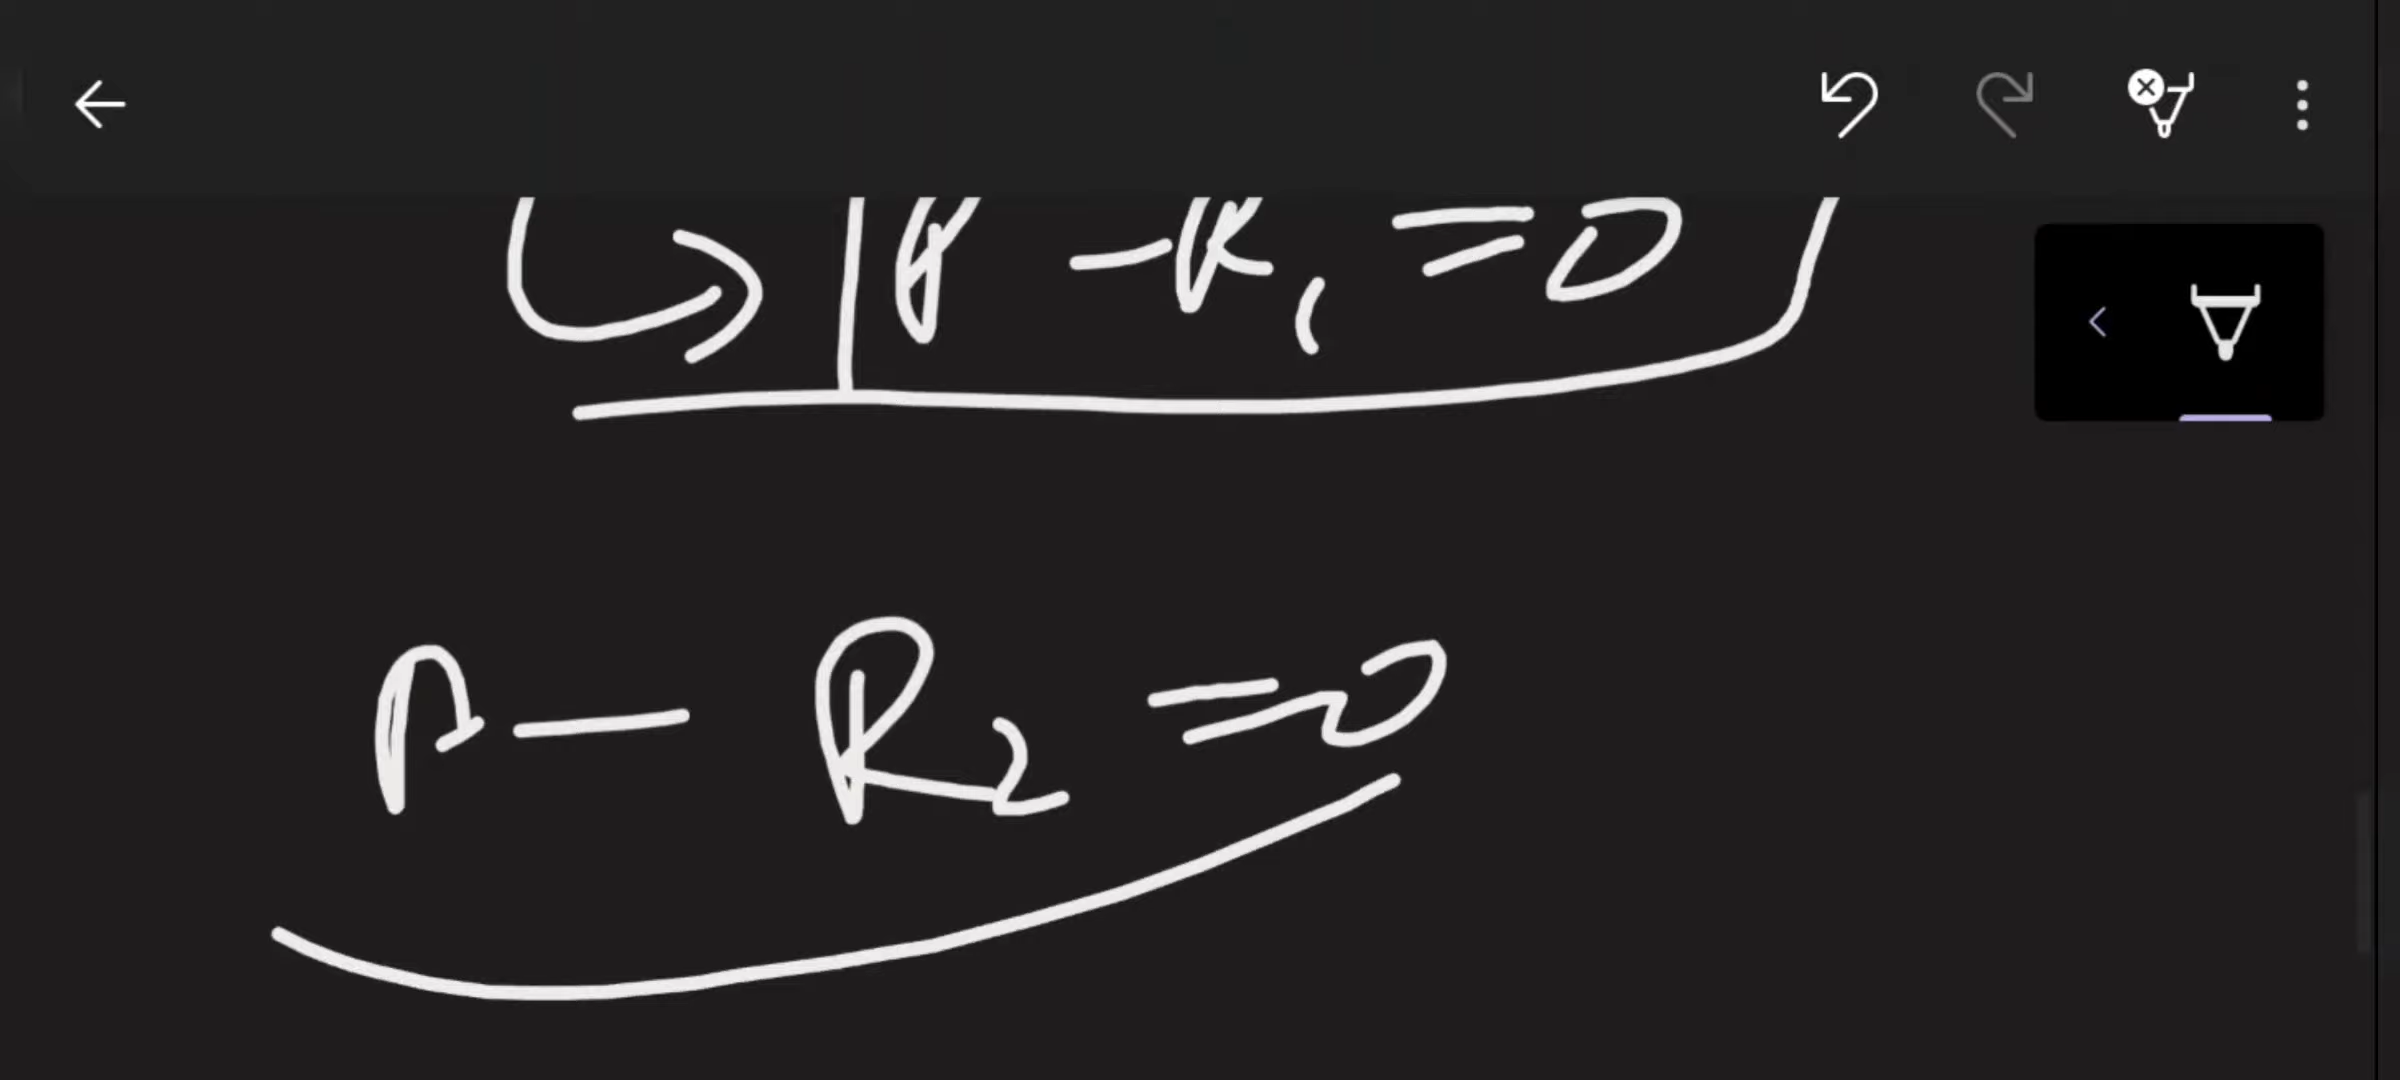 ↳ P - R₁ = 0
P - R₂ = 0